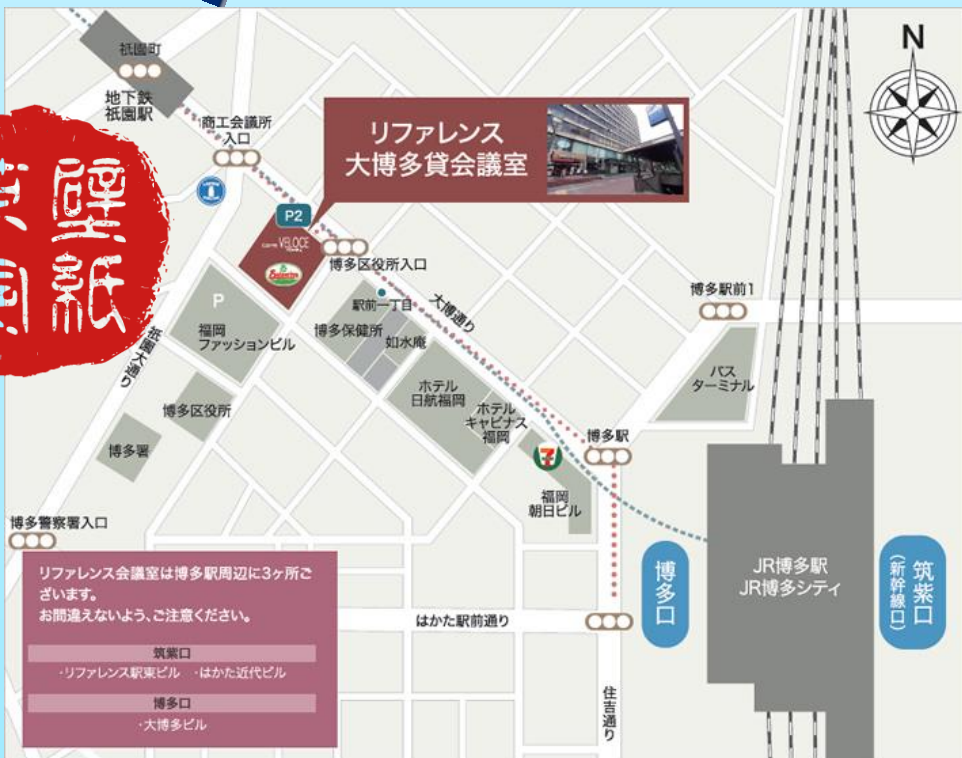 祇園町
地下鉄
祇園駅
商工会議所
入口
リファレンス
大博多貸会議室
N
P2
CAFFÈ VELOCE
博多区役所入口
壁紙
P
福岡
ファッションビル
祇園大通り
駅前一丁目
博多保健所
如水庵
大博通り
博多駅前1
バス
ターミナル
ホテル
日航福岡
ホテル
キャビナス
福岡
博多駅
博多区役所
博多署
7
福岡
朝日ビル
博多警察署入口
リファレンス会議室は博多駅周辺に3ヶ所ご
ざいます。
お間違えないよう、ご注意ください。
筑紫口
・リファレンス駅東ビル ・はかた近代ビル
博多口
・大博多ビル
はかた駅前通り
住吉通り
博多口
JR博多駅
JR博多シティ
筑紫口
(新幹線口)